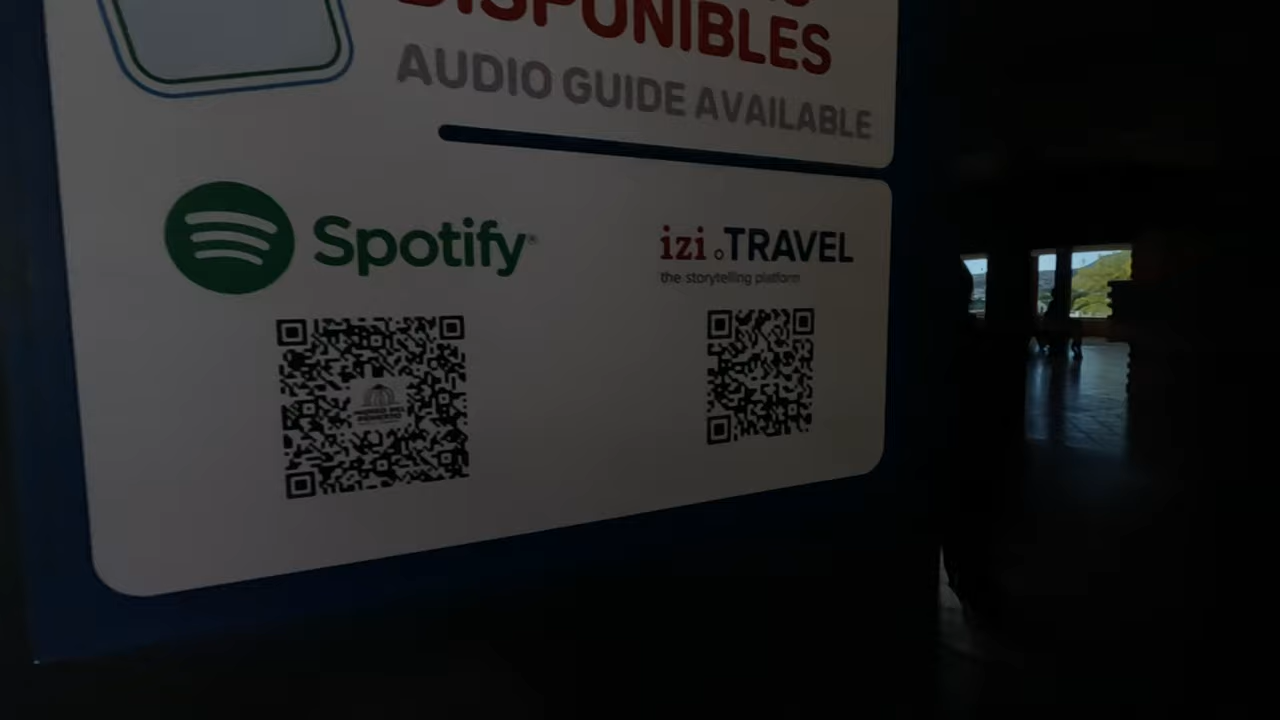 DISPONIBLES
AUDIO GUIDE AVAILABLE
Spotify®
izi.TRAVEL
the storytelling platform